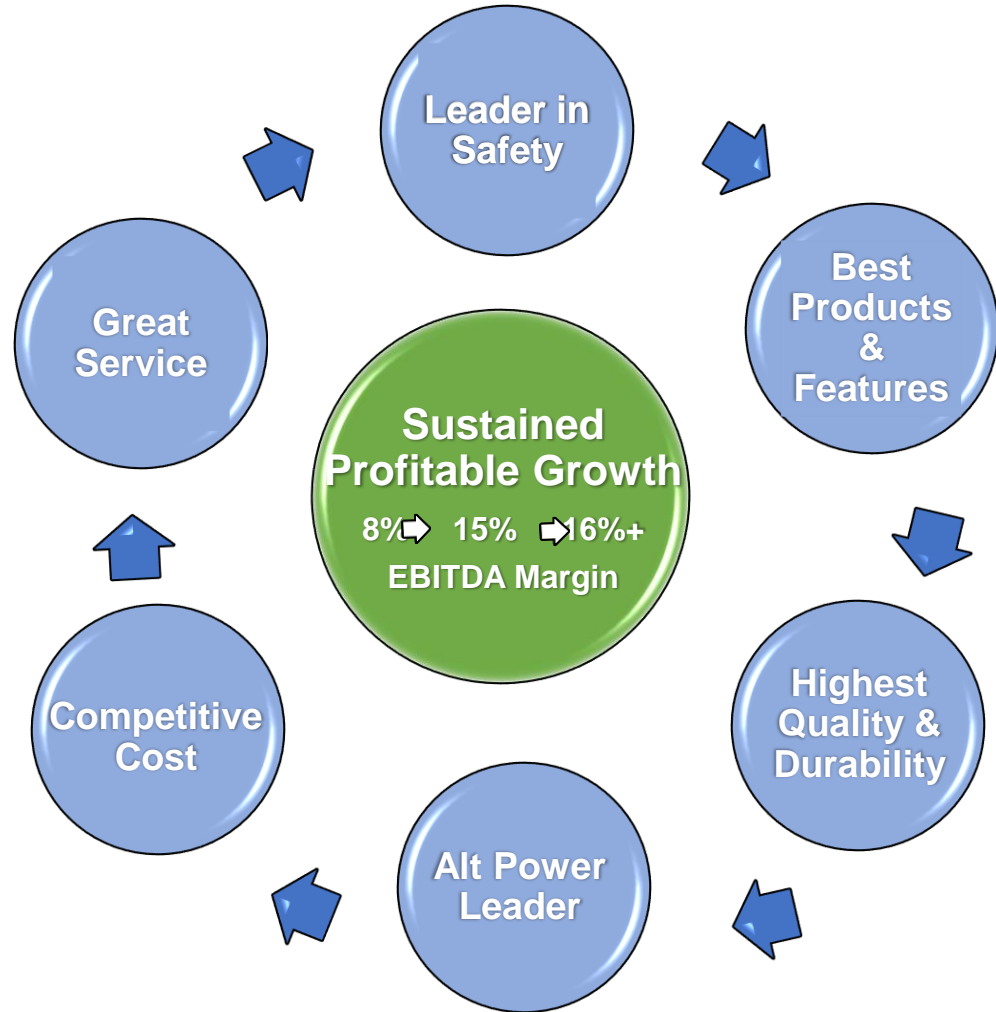 Leader in
Safety
Best
Products
&
Features
Highest
Quality &
Durability
Alt Power
Leader
Competitive
Cost
Great
Service
Sustained
Profitable Growth
8% 15% 16%+
EBITDA Margin